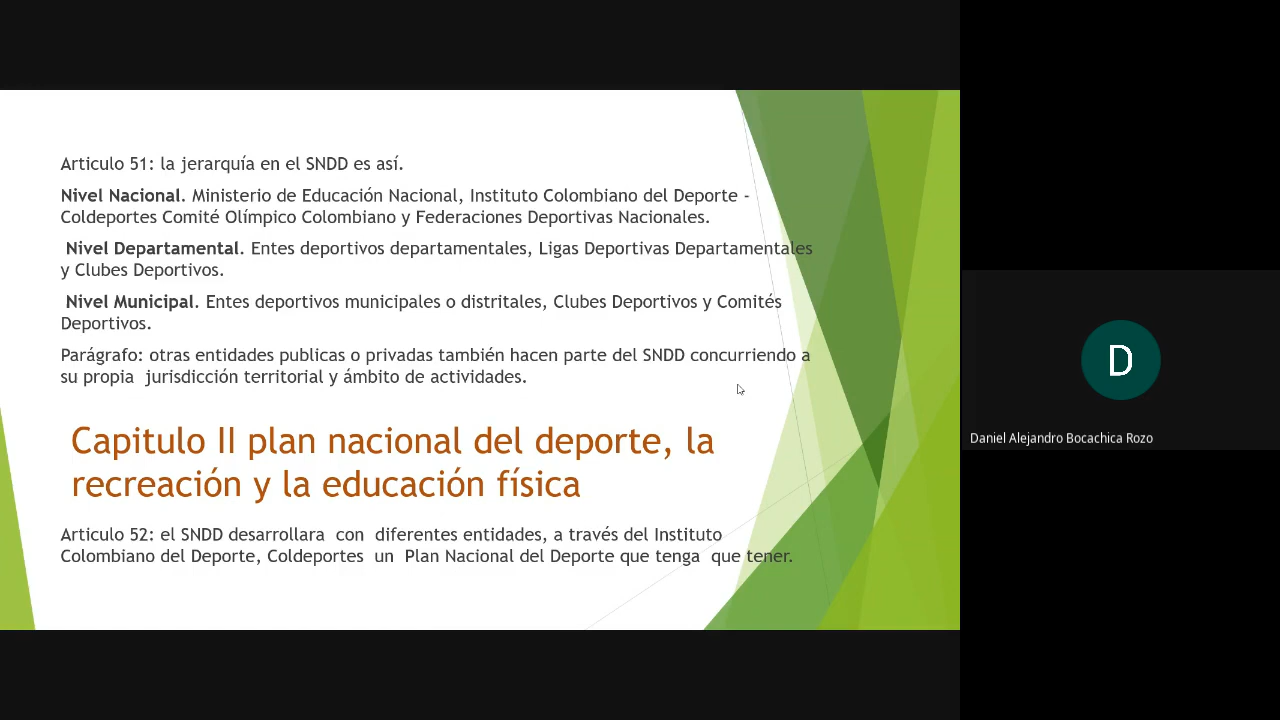 Articulo 51: la jerarquía en el SNDD es así.
Nivel Nacional. Ministerio de Educación Nacional, Instituto Colombiano del Deporte -
Coldeportes Comité Olímpico Colombiano y Federaciones Deportivas Nacionales.
Nivel Departamental. Entes deportivos departamentales, Ligas Deportivas Departamentales
y Clubes Deportivos.
Nivel Municipal. Entes deportivos municipales o distritales, Clubes Deportivos y Comités
Deportivos.
Parágrafo: otras entidades publicas o privadas también hacen parte del SNDD concurriendo a
su propia jurisdicción territorial y ámbito de actividades.
Capitulo II plan nacional del deporte, la
recreación y la educación física
Articulo 52: el SNDD desarrollara con diferentes entidades, a través del Instituto
Colombiano del Deporte, Coldeportes un Plan Nacional del Deporte que tenga que tener.
D
Daniel Alejandro Bocachica Rozo